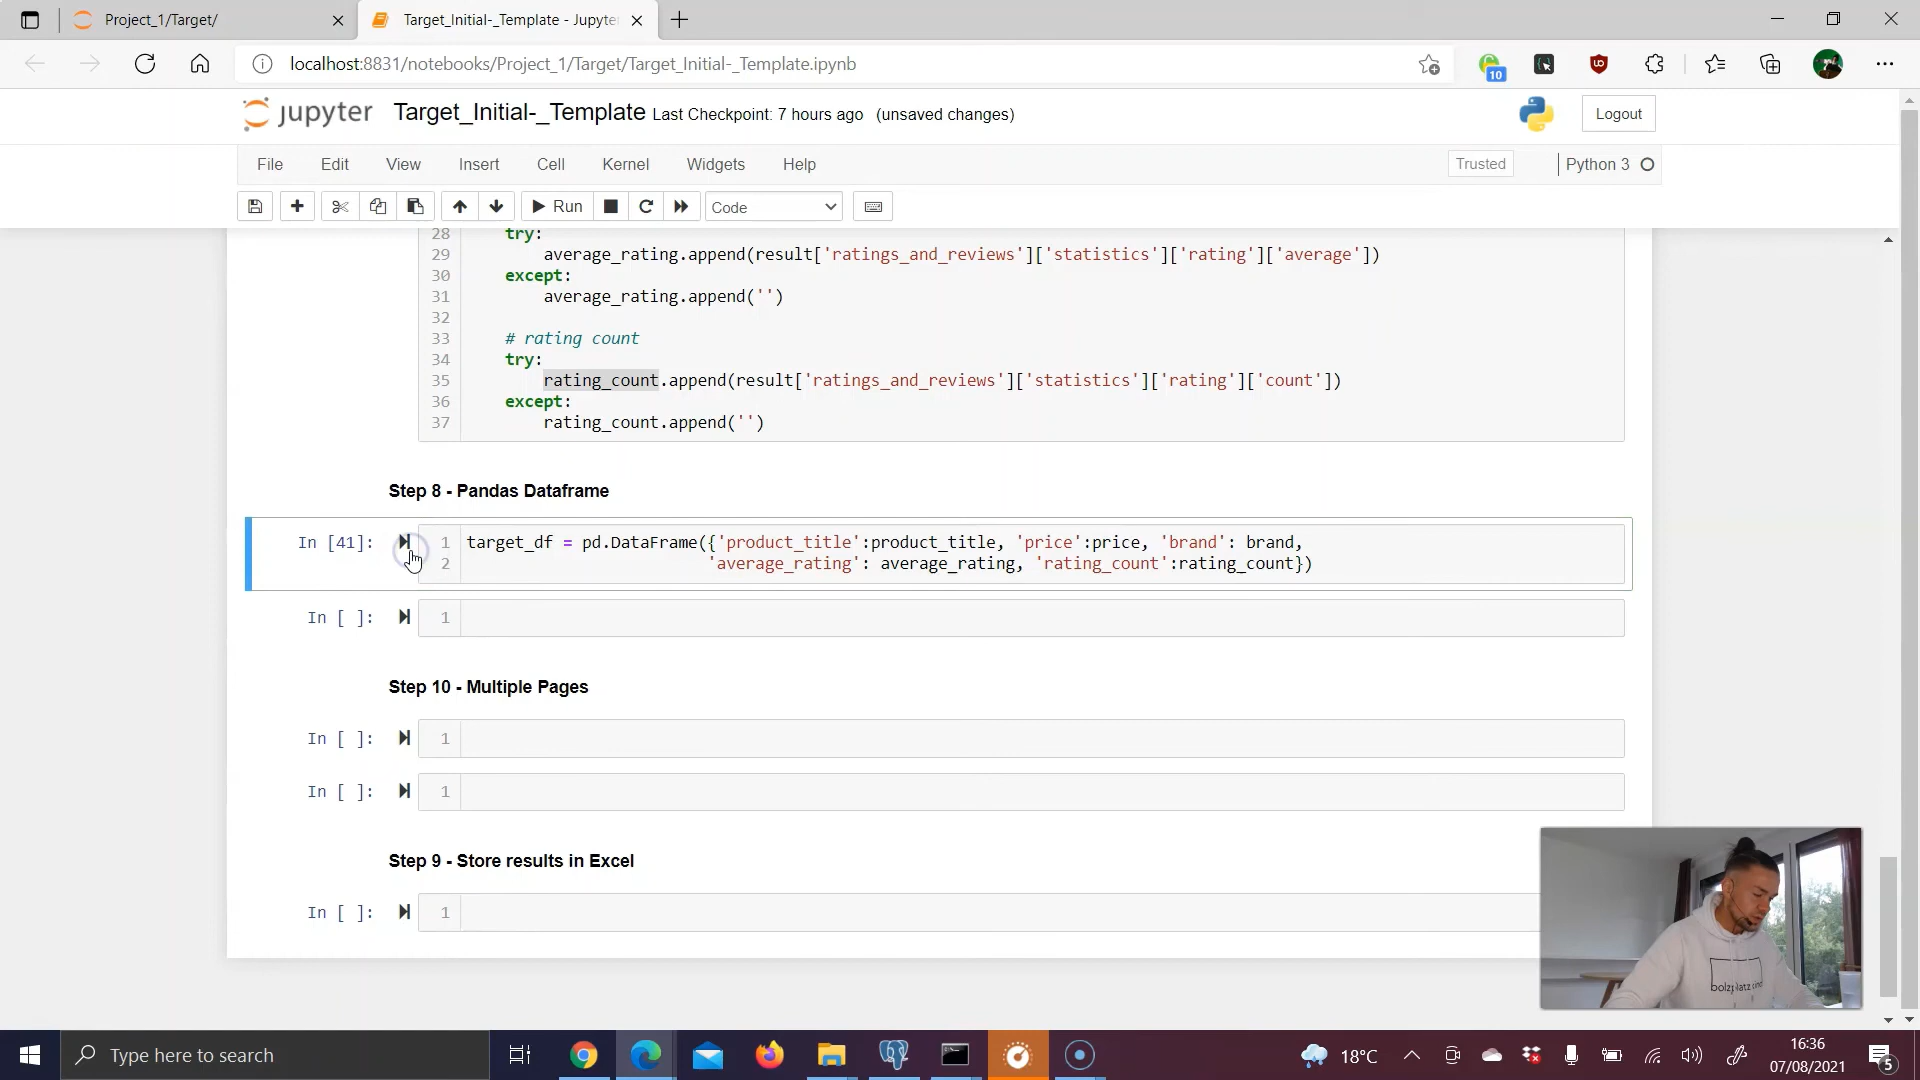 Project_1/Target/
Target_Initial-_Template - Jupyte
localhost:8831/notebooks/Project_1/Target/Target_Initial-_Template.ipynb
10
jupyter Target_Initial-_Template Last Checkpoint: 7 hours ago (unsaved changes)
Logout
File Edit View Insert Cell Kernel Widgets Help
Trusted
Python 3
Run
Code
28 try:
29 average_rating.append(result['ratings_and_reviews']['statistics']['rating']['average'])
30 except:
31 average_rating.append('')
32
33 # rating count
34 try:
35 rating_count.append(result['ratings_and_reviews']['statistics']['rating']['count'])
36 except:
37 rating_count.append('')
Step 8 - Pandas Dataframe
In [41]: 1 target_df = pd.DataFrame({'product_title':product_title, 'price':price, 'brand': brand,
2 'average_rating': average_rating, 'rating_count':rating_count})
In [ ]: 1
Step 10 - Multiple Pages
In [ ]: 1
In [ ]: 1
Step 9 - Store results in Excel
In [ ]: 1
Type here to search
18°C
16:36
07/08/2021
5